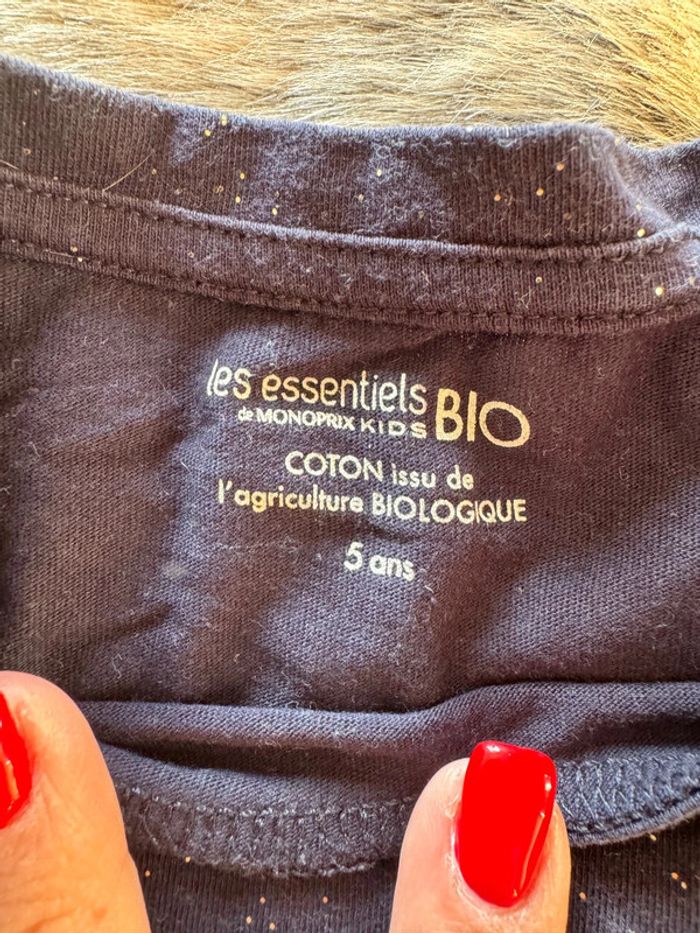 les essentiels BIO
de MONOPRIX KIDS
COTON issu de
l'agriculture BIOLOGIQUE
5 ans